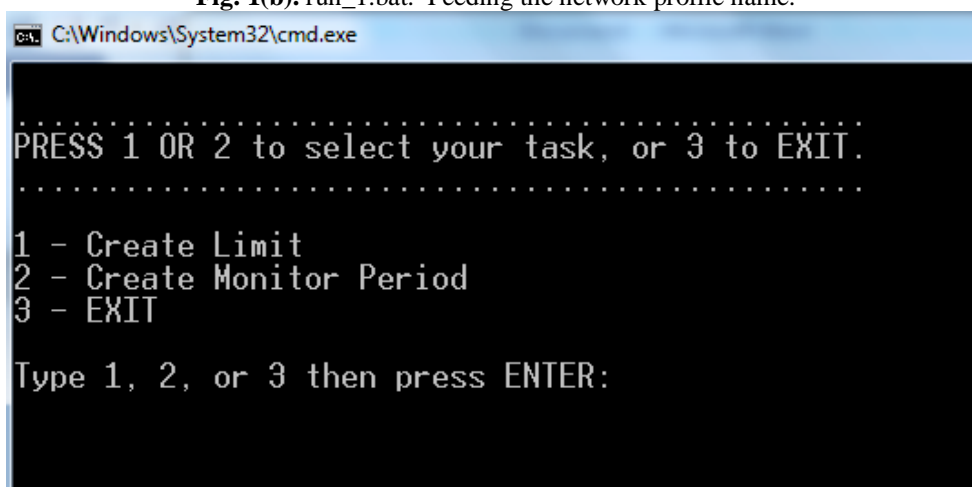 Fig. 1(b). run_1.bat: Feeding the network profile name.
C:\Windows\System32\cmd.exe
...............................................
PRESS 1 OR 2 to select your task, or 3 to EXIT.
...............................................
1 - Create Limit
2 - Create Monitor Period
3 - EXIT
Type 1, 2, or 3 then press ENTER: